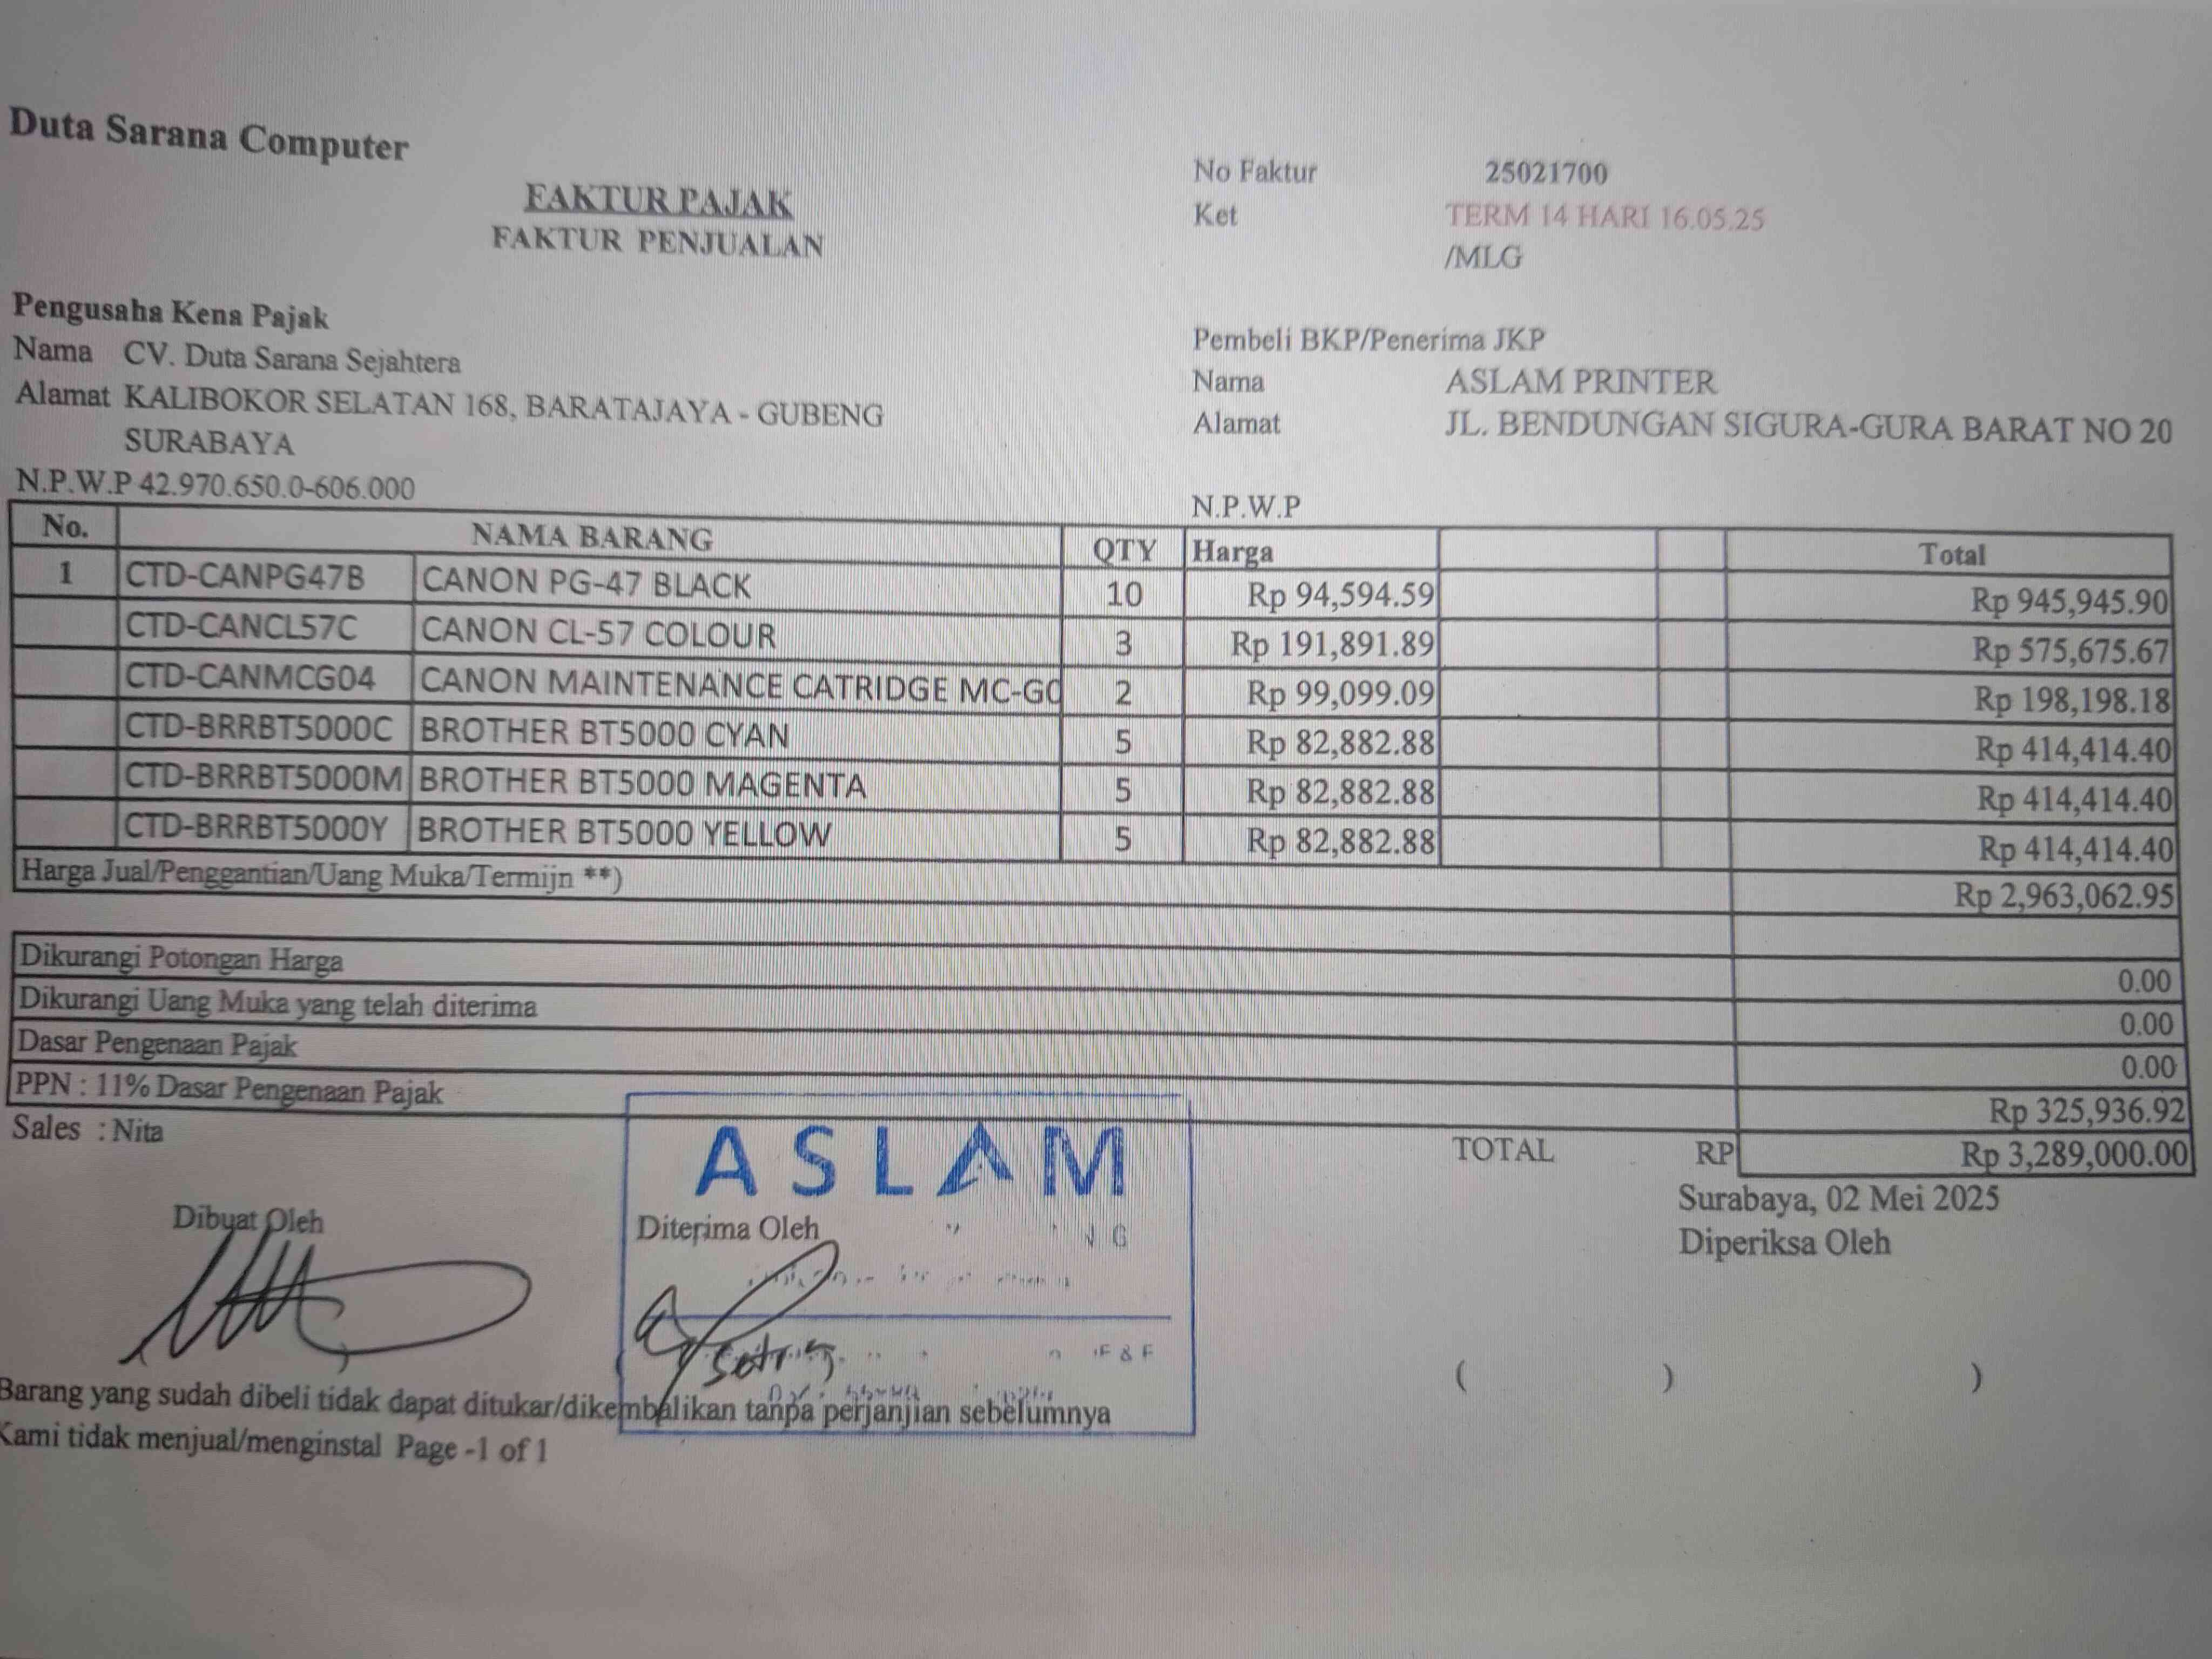 Duta Sarana Computer
FAKTUR PAJAK
FAKTUR PENJUALAN
No Faktur 25021700
Ket TERM 14 HARI 16.05.25
/MLG
Pengusaha Kena Pajak
Nama CV. Duta Sarana Sejahtera
Alamat KALIBOKOR SELATAN 168, BARATAJAYA - GUBENG
SURABAYA
N.P.W.P 42.970.650.0-606.000
Pembeli BKP/Penerima JKP
Nama ASLAM PRINTER
Alamat JL. BENDUNGAN SIGURA-GURA BARAT NO 20
N.P.W.P
No. NAMA BARANG QTY Harga Total
1 CTD-CANPG47B CANON PG-47 BLACK 10 Rp 94,594.59 Rp 945,945.90
CTD-CANCL57C CANON CL-57 COLOUR 3 Rp 191,891.89 Rp 575,675.67
CTD-CANMCG04 CANON MAINTENANCE CATRIDGE MC-G0 2 Rp 99,099.09 Rp 198,198.18
CTD-BRRBT5000C BROTHER BT5000 CYAN 5 Rp 82,882.88 Rp 414,414.40
CTD-BRRBT5000M BROTHER BT5000 MAGENTA 5 Rp 82,882.88 Rp 414,414.40
CTD-BRRBT5000Y BROTHER BT5000 YELLOW 5 Rp 82,882.88 Rp 414,414.40
Harga Jual/Penggantian/Uang Muka/Termijn **) Rp 2,963,062.95
Dikurangi Potongan Harga 0.00
Dikurangi Uang Muka yang telah diterima 0.00
Dasar Pengenaan Pajak 0.00
PPN : 11% Dasar Pengenaan Pajak Rp 325,936.92
Sales : Nita
TOTAL RP Rp 3,289,000.00
Surabaya, 02 Mei 2025
Dibuat Oleh
ASLAM
Diterima Oleh
Diperiksa Oleh
( ) )
Barang yang sudah dibeli tidak dapat ditukar/dikembalikan tanpa perjanjian sebelumnya
Kami tidak menjual/menginstal Page -1 of 1